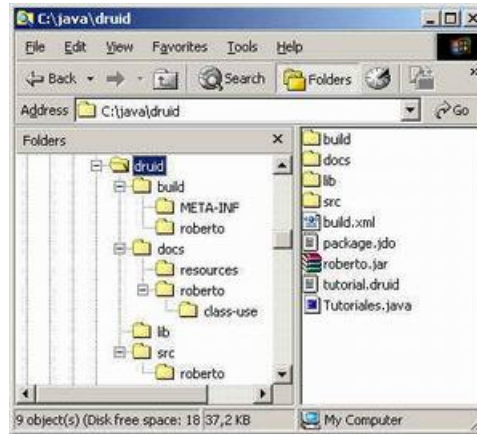 C:\java\druid
File Edit View Favorites Tools Help
Back Search Folders »
Address C:\java\druid Go
Folders x
druid
build
META-INF
roberto
docs
resources
roberto
class-use
lib
src
roberto
build
docs
lib
src
build.xml
package.jdo
roberto.jar
tutorial.druid
Tutoriales.java
9 object(s) (Disk free space: 18 37,2 KB My Computer